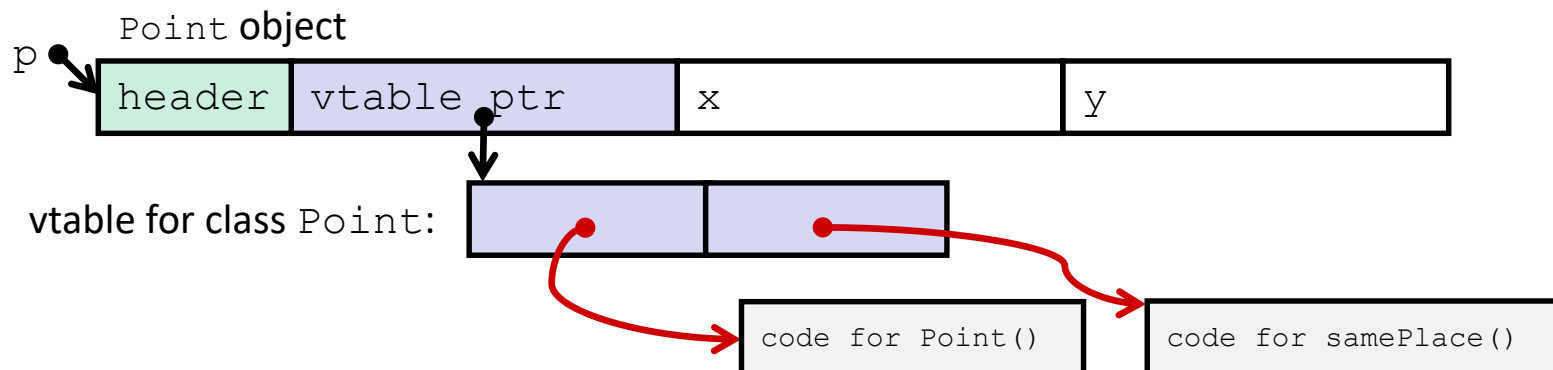 Point object
p
header vtable ptr x y
vtable for class Point:
code for Point() code for samePlace()